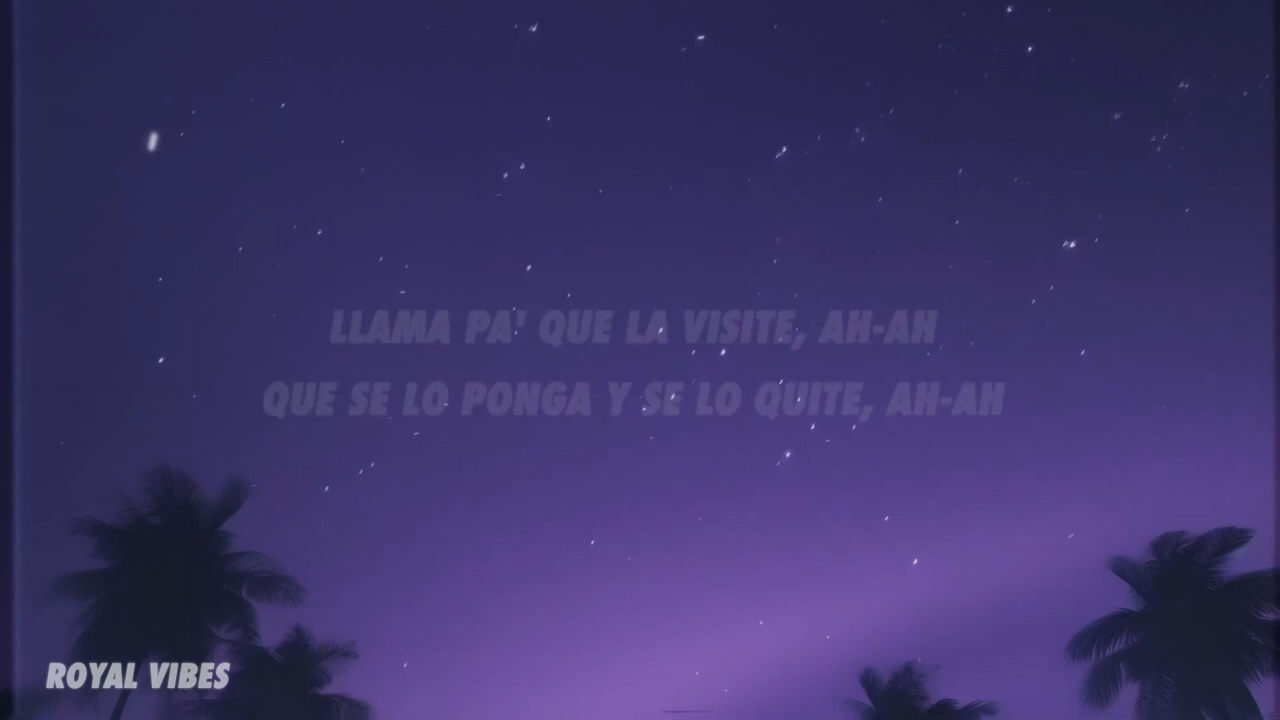 LLAMA PA' QUE LA VISITE, AH-AH
QUE SE LO PONGA Y SE LO QUITE, AH-AH
ROYAL VIBES